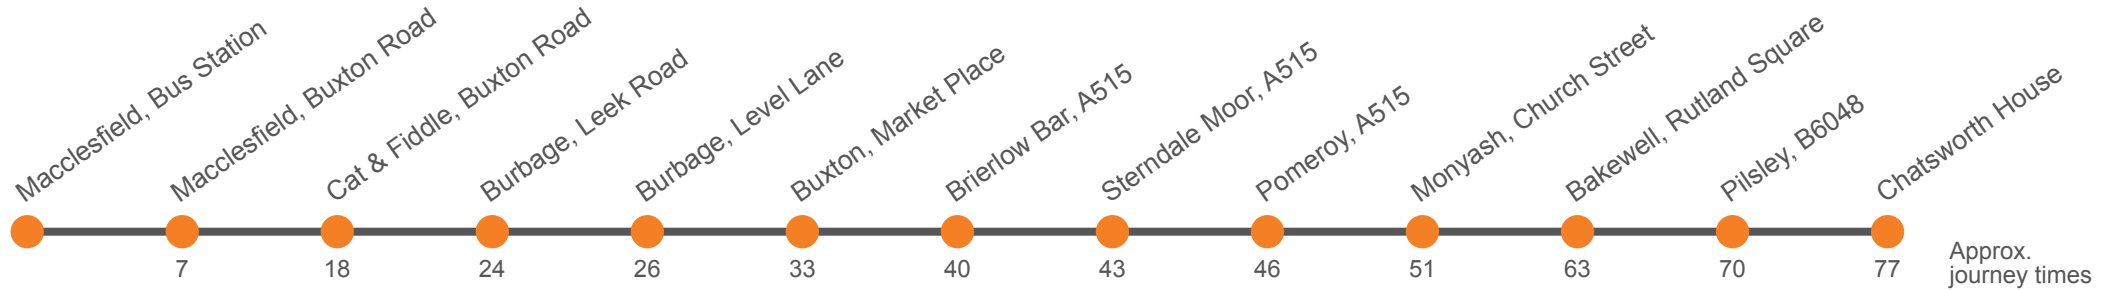 Macclesfield, Bus Station
Macclesfield, Buxton Road
Cat & Fiddle, Buxton Road
Burbage, Leek Road
Burbage, Level Lane
Buxton, Market Place
Brierlow Bar, A515
Sterndale Moor, A515
Pomeroy, A515
Monyash, Church Street
Bakewell, Rutland Square
Pilsley, B6048
Chatsworth House
7
18
24
26
33
40
43
46
51
63
70
77
Approx.
journey times